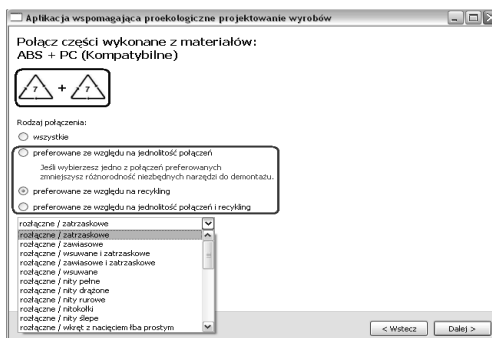 Aplikacja wspomagająca proekologiczne projektowanie wyrobów
Połącz części wykonane z materiałów:
ABS + PC (Kompatybilne)
7 + 7
Rodzaj połączenia:
wszystkie
preferowane ze względu na jednolitość połączeń
Jeśli wybierzesz jedno z połączeń preferowanych
zmniejszysz różnorodność niezbędnych narzędzi do demontażu.
preferowane ze względu na recykling
preferowane ze względu na jednolitość połączeń i recykling
rozłączne / zatrzaskowe
rozłączne / zatrzaskowe
rozłączne / zawiasowe
rozłączne / wsuwane i zatrzaskowe
rozłączne / zawiasowe i zatrzaskowe
rozłączne / wsuwane
rozłączne / nity pełne
rozłączne / nity drążone
rozłączne / nity rurowe
rozłączne / nitokołki
rozłączne / nity ślepe
rozłączne / wkręt z nacięciem łba prostym
< Wstecz Dalej >